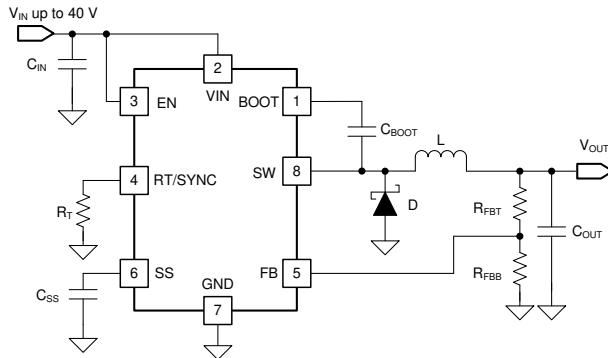 V_IN up to 40 V
C_IN
2
VIN
3
EN
BOOT
1
C_BOOT
L
V_OUT
4
RT/SYNC
SW
8
R_T
D
R_FBT
C_OUT
6
SS
GND
FB
5
R_FBB
C_SS
7